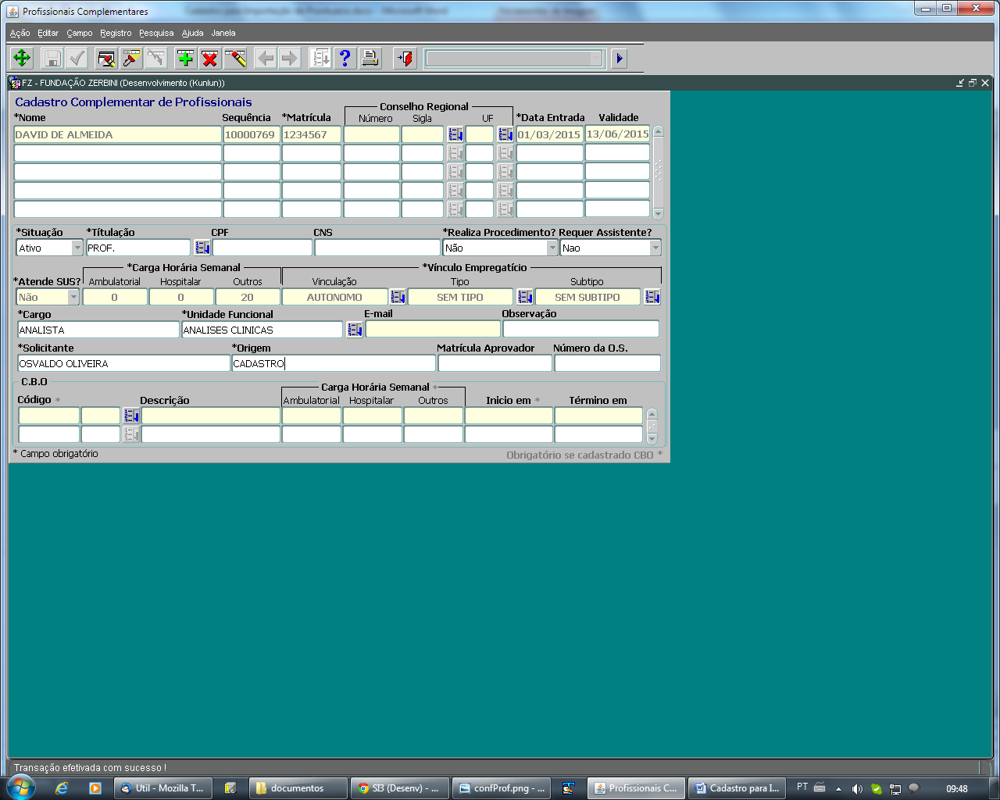 Profissionais Complementares
Ação Editar Campo Registro Pesquisa Ajuda Janela
FZ - FUNDAÇÃO ZERBINI (Desenvolvimento (Kunlun))
Cadastro Complementar de Profissionais
Conselho Regional
*Nome Sequência *Matrícula Número Sigla UF *Data Entrada Validade
DAVID DE ALMEIDA 10000769 1234567 01/03/2015 13/06/2015
*Situação *Títulação CPF CNS *Realiza Procedimento? Requer Assistente?
Ativo PROF. Não Nao
*Carga Horária Semanal *Vínculo Empregatício
*Atende SUS? Ambulatorial Hospitalar Outros Vinculação Tipo Subtipo
Não 0 0 20 AUTONOMO SEM TIPO SEM SUBTIPO
*Cargo *Unidade Funcional E-mail Observação
ANALISTA ANALISES CLINICAS
*Solicitante *Origem Matrícula Aprovador Número da O.S.
OSVALDO OLIVEIRA CADASTRO
C.B.O
Carga Horária Semanal *
Código * Descrição Ambulatorial Hospitalar Outros Inicio em * Término em
* Campo obrigatório Obrigatório se cadastrado CBO *
Transação efetivada com sucesso !
Util - Mozilla T... documentos SI3 (Desenv) - ... confProf.png - ... Profissionais C... Cadastro para I... PT 09:48